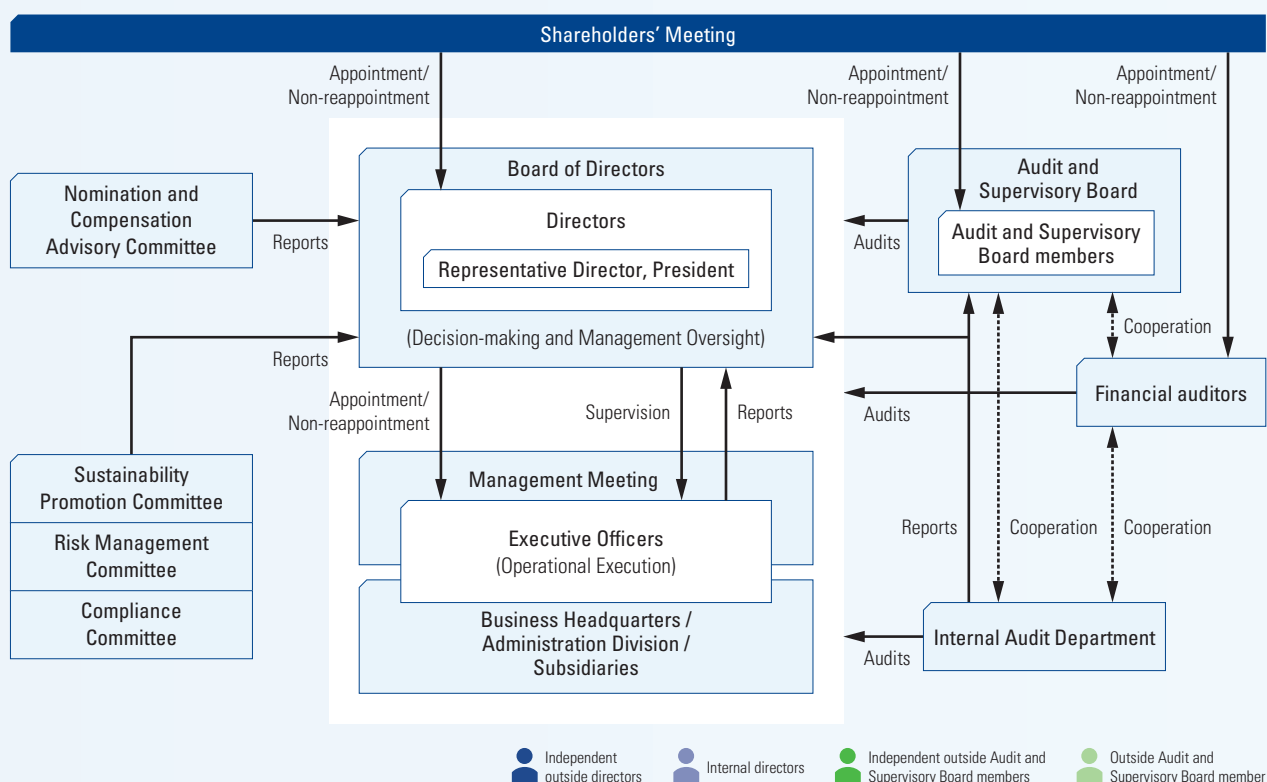 Shareholders' Meeting
Appointment/
Non-reappointment
Appointment/
Non-reappointment
Appointment/
Non-reappointment
Nomination and
Compensation
Advisory Committee
Reports
Board of Directors
Directors
Representative Director, President
(Decision-making and Management Oversight)
Audits
Audit and
Supervisory Board
Audit and Supervisory
Board members
Cooperation
Reports
Appointment/
Non-reappointment
Supervision
Reports
Audits
Financial auditors
Sustainability
Promotion Committee
Risk Management
Committee
Compliance
Committee
Management Meeting
Executive Officers
(Operational Execution)
Business Headquarters /
Administration Division /
Subsidiaries
Reports
Cooperation
Cooperation
Audits
Internal Audit Department
Independent
outside directors
Internal directors
Independent outside Audit and
Supervisory Board members
Outside Audit and
Supervisory Board member